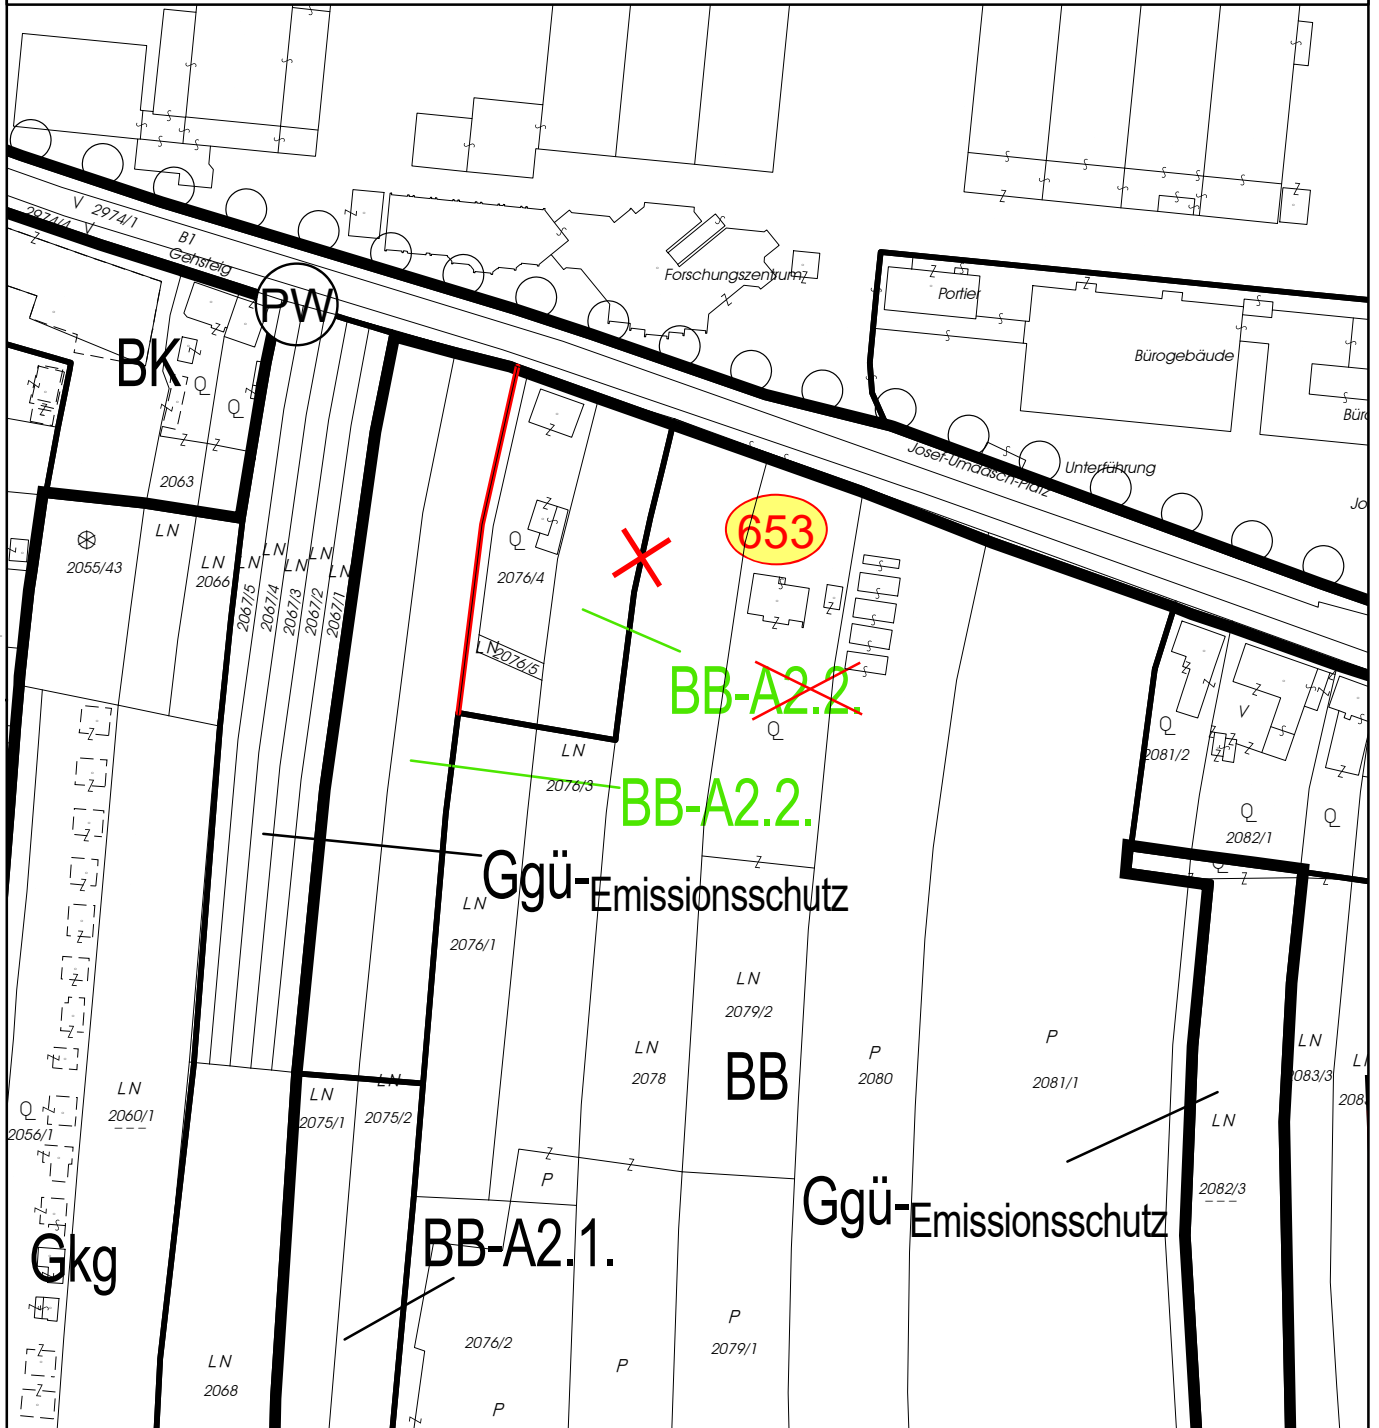 2974/4
V
2974/1
V
B1
Gehsteig
PW
Forschungszentrum
Portier
Bürogebäude
Büro
BK
Josef-Umdasch-Platz
Unterführung
Jo
2063
LN
2055/43
LN
2066
LN
LN
LN
LN
LN
2067/5
2067/4
2067/3
2067/2
2067/1
2076/4
653
LN
2076/5
BB-A2.2.
LN
2076/3
BB-A2.2.
V
2081/2
2082/1
Ggü-Emissionsschutz
LN
2076/1
LN
2079/2
LN
2078
BB
P
2080
P
2081/1
LN
2083/3
LN
2060/1
2056/1
LN
2075/1
LN
2075/2
LN
2082/3
P
Ggü-Emissionsschutz
Gkg
BB-A2.1.
2076/2
P
2079/1
P
P
LN
2068